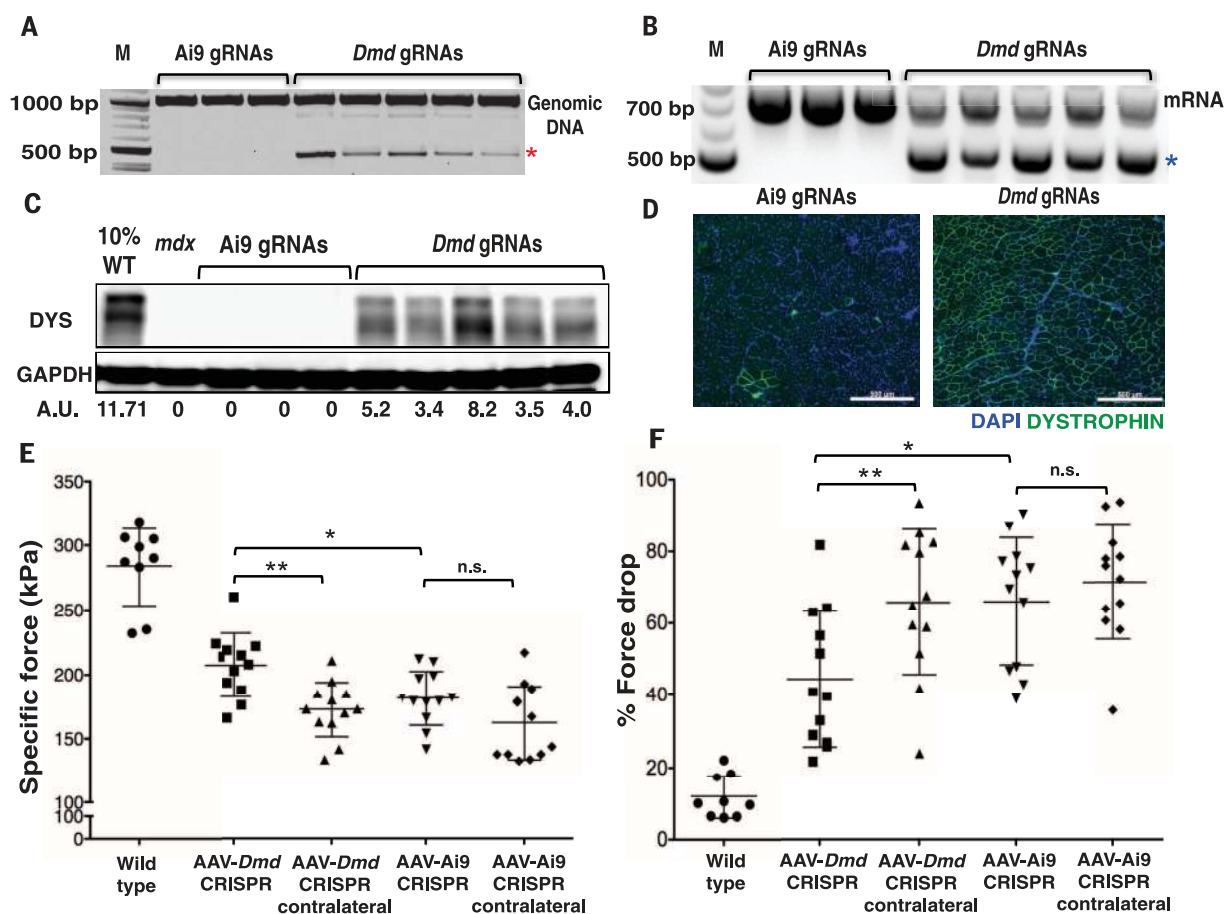 A
M
Ai9 gRNAs
Dmd gRNAs
1000 bp
Genomic
DNA
500 bp
*
B
M
Ai9 gRNAs
Dmd gRNAs
700 bp
mRNA
500 bp
*
C
10%
WT
mdx
Ai9 gRNAs
Dmd gRNAs
DYS
GAPDH
A.U. 11.71 0 0 0 0 5.2 3.4 8.2 3.5 4.0
D
Ai9 gRNAs
Dmd gRNAs
DAPI DYSTROPHIN
E
Specific force (kPa)
350
300
250
200
150
100
100
0
*
**
n.s.
Wild
type
AAV-Dmd
CRISPR
AAV-Dmd
CRISPR
contralateral
AAV-Ai9
CRISPR
AAV-Ai9
CRISPR
contralateral
F
% Force drop
100
80
60
40
20
0
*
**
n.s.
Wild
type
AAV-Dmd
CRISPR
AAV-Dmd
CRISPR
contralateral
AAV-Ai9
CRISPR
AAV-Ai9
CRISPR
contralateral